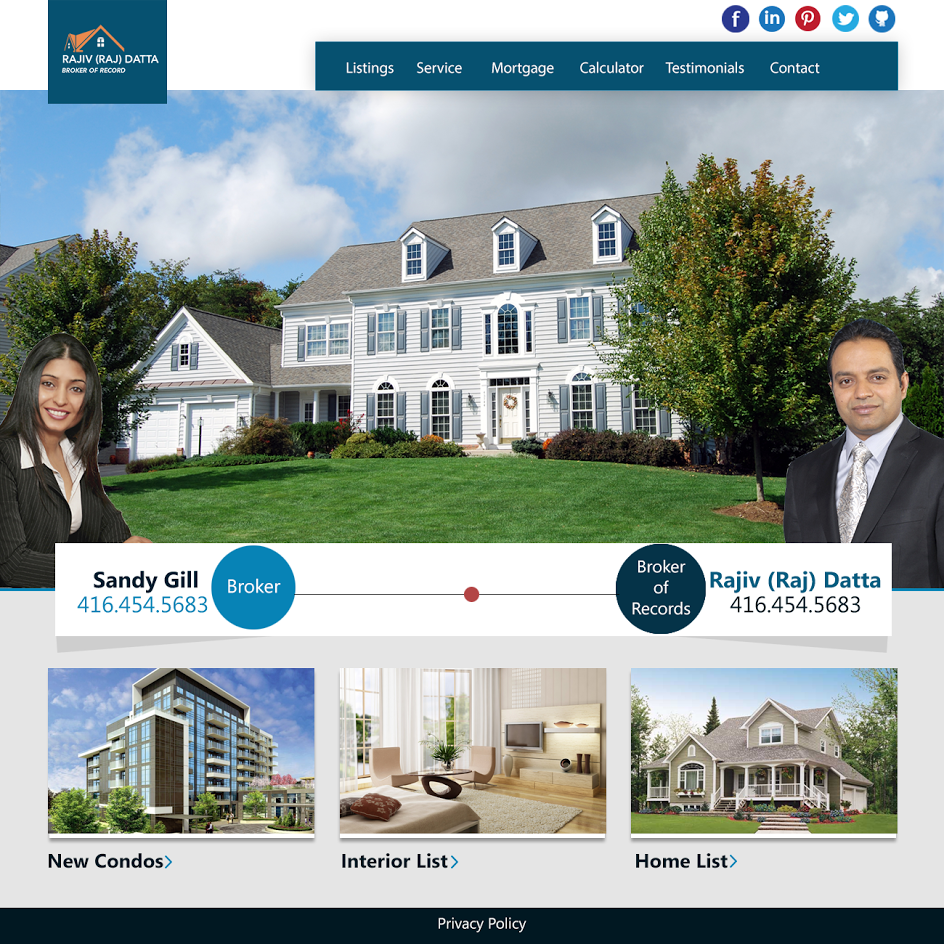 RAJIV (RAJ) DATTA
BROKER OF RECORD
Listings Service Mortgage Calculator Testimonials Contact
Sandy Gill
416.454.5683
Broker
Broker
of
Records
Rajiv (Raj) Datta
416.454.5683
New Condos
Interior List
Home List
Privacy Policy